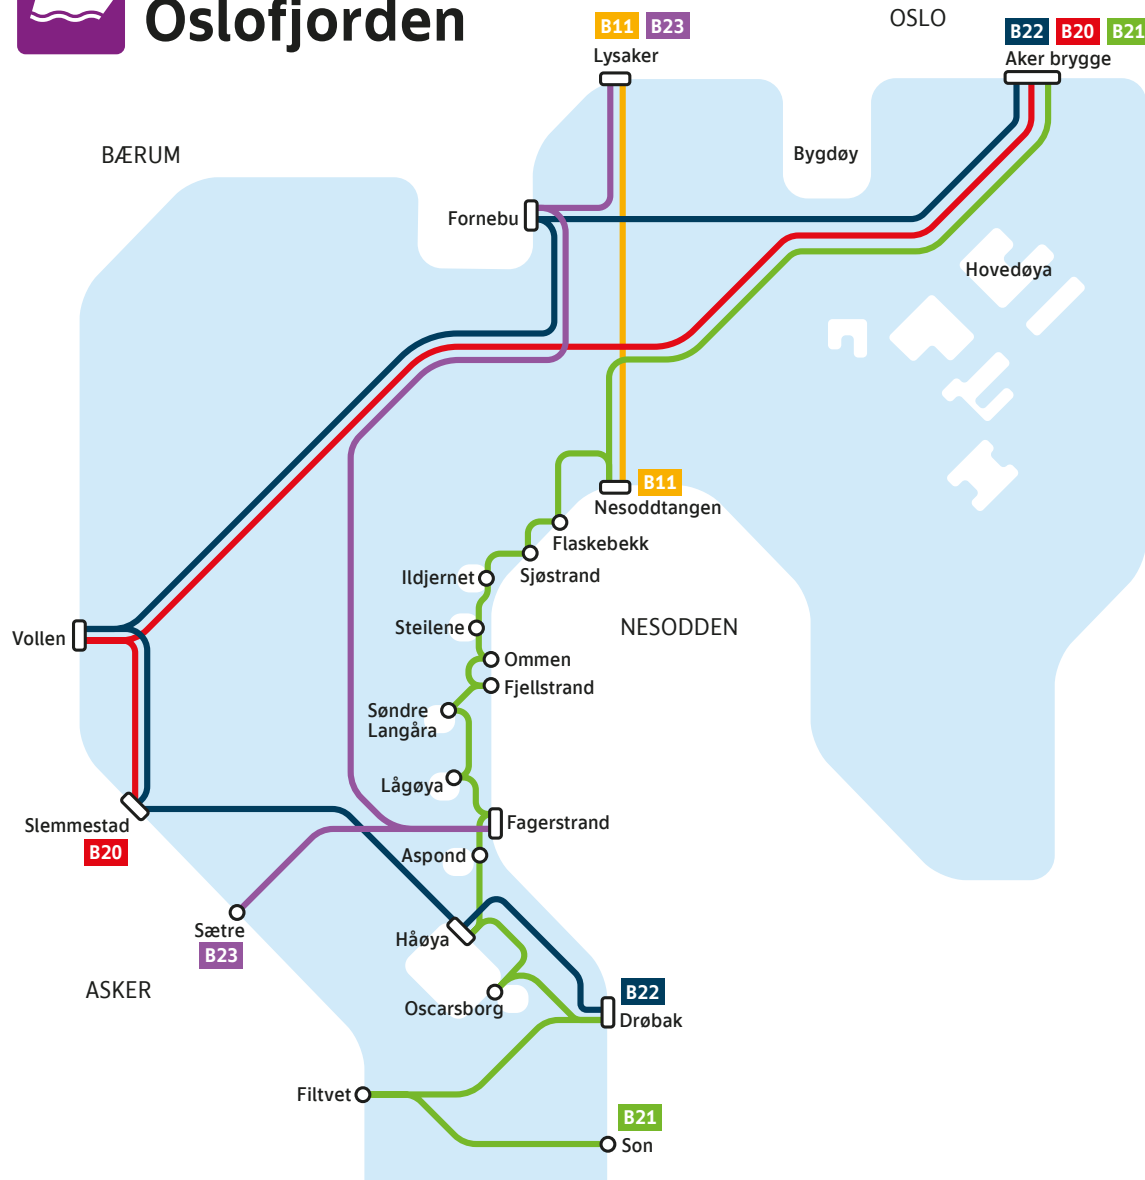 Oslofjorden
B11 B23
Lysaker
OSLO
B22 B20 B21
Aker brygge
BÆRUM
Bygdøy
Fornebu
Hovedøya
B11
Nesoddtangen
Flaskebekk
Sjøstrand
Ildjernet
Steilene
NESODDEN
Vollen
Ommen
Fjellstrand
Søndre
Langåra
Lågøya
Fagerstrand
Slemmestad
B20
Aspond
Sætre
B23
Håøya
ASKER
Oscarsborg
B22
Drøbak
Filtvet
B21
Son